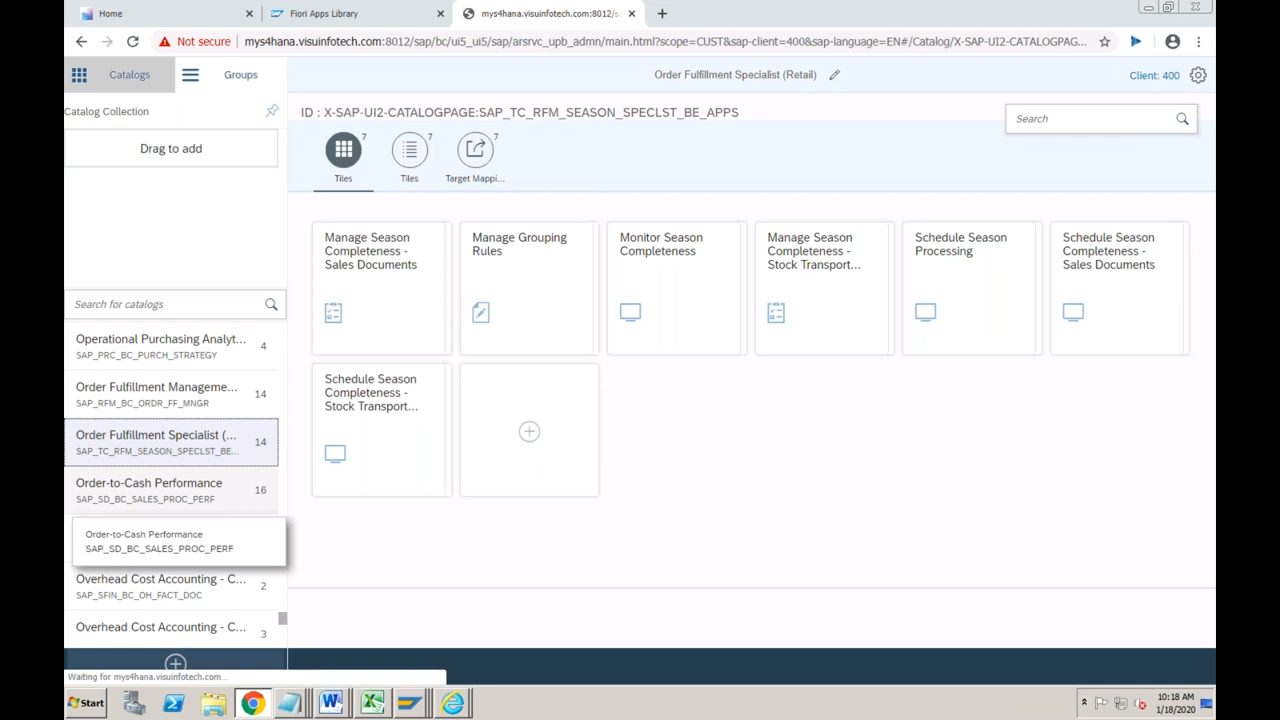 Home
Fiori Apps Library
mys4hana.visuinfotech.com:8012/s
Not secure
mys4hana.visuinfotech.com:8012/sap/bc/ui5_ui5/sap/arsrvc_upb_admn/main.html?scope=CUST&sap-client=400&sap-language=EN#/Catalog/X-SAP-UI2-CATALOGPAG...
Catalogs
Groups
Order Fulfillment Specialist (Retail)
Client: 400
Catalog Collection
ID : X-SAP-UI2-CATALOGPAGE:SAP_TC_RFM_SEASON_SPECLST_BE_APPS
Search
Drag to add
7
7
7
Tiles
Tiles
Target Mappi...
Manage Season
Completeness -
Sales Documents
Manage Grouping
Rules
Monitor Season
Completeness
Manage Season
Completeness -
Stock Transport...
Schedule Season
Processing
Schedule Season
Completeness -
Sales Documents
Schedule Season
Completeness -
Stock Transport...
Search for catalogs
Operational Purchasing Analyt...
SAP_PRC_BC_PURCH_STRATEGY
4
Order Fulfillment Manageme...
SAP_RFM_BC_ORDR_FF_MNGR
14
Order Fulfillment Specialist (...
SAP_TC_RFM_SEASON_SPECLST_BE...
14
Order-to-Cash Performance
SAP_SD_BC_SALES_PROC_PERF
16
Order-to-Cash Performance
SAP_SD_BC_SALES_PROC_PERF
Overhead Cost Accounting - C...
SAP_SFIN_BC_OH_FACT_DOC
2
Overhead Cost Accounting - C...
3
Waiting for mys4hana.visuinfotech.com...
Start
10:18 AM
1/18/2020